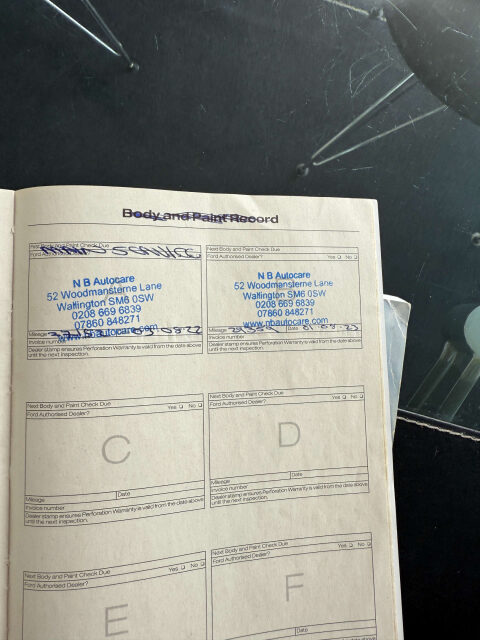 Body and Paint Record
Next Body and Paint Check Due
Ford Authorised Dealer? Yes No
N B Autocare
52 Woodmansterne Lane
Wallington SM6 0SW
0208 669 6839
07860 848271
www.nbautocare.com
Mileage Date
Invoice number
Dealer stamp ensures Perforation Warranty is valid from the date above
until the next inspection.
Next Body and Paint Check Due
Ford Authorised Dealer? Yes No
N B Autocare
52 Woodmansterne Lane
Wallington SM6 0SW
0208 669 6839
07860 848271
www.nbautocare.com
Mileage Date 01.03.23
Invoice number
Dealer stamp ensures Perforation Warranty is valid from the date above
until the next inspection.
Next Body and Paint Check Due
Ford Authorised Dealer? Yes No
C
Mileage Date
Invoice number
Dealer stamp ensures Perforation Warranty is valid from the date above
until the next inspection.
Next Body and Paint Check Due
Ford Authorised Dealer? Yes No
D
Mileage Date
Invoice number
Dealer stamp ensures Perforation Warranty is valid from the date above
until the next inspection.
Next Body and Paint Check Due
Ford Authorised Dealer? Yes No
E
Next Body and Paint Check Due
Ford Authorised Dealer? Yes No
F
Date